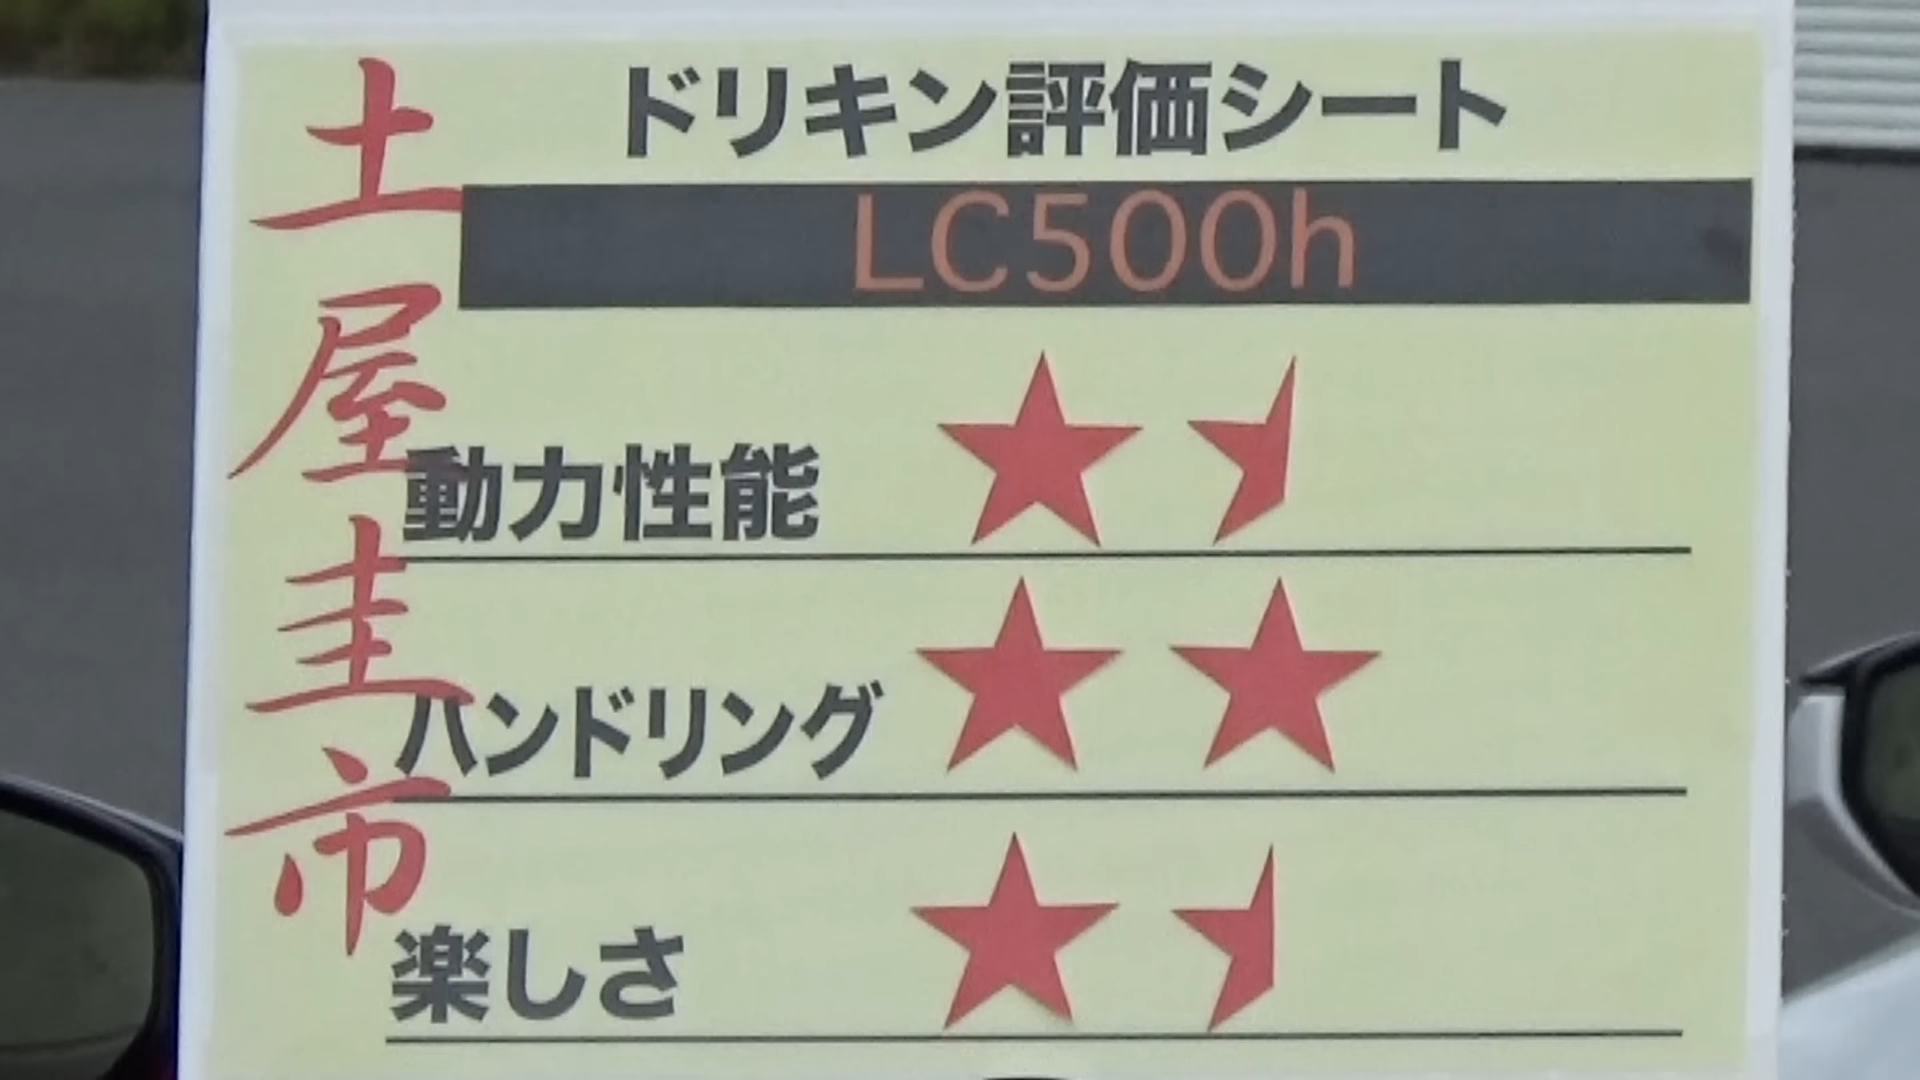 土屋圭市
ドリキン評価シート
LC500h
動力性能
ハンドリング
楽しさ